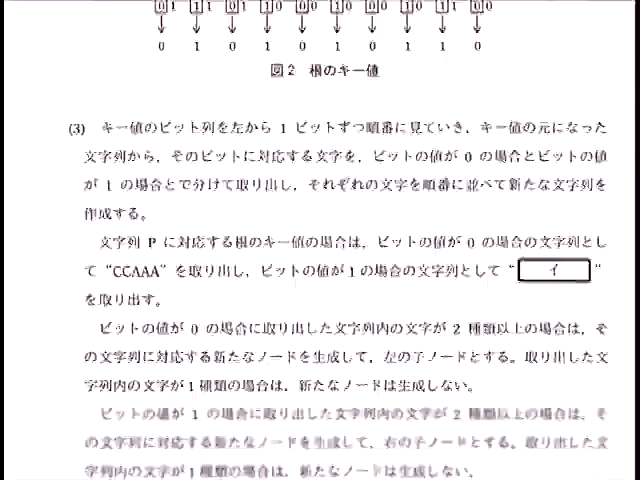 01 11 01 11 00 10 00 11 11 00
0 1 0 1 0 1 0 1 1 0
図2 根のキー値
(3) キー値のビット列を左から 1 ビットずつ順番に見ていき,キー値の元になった
文字列から,そのビットに対応する文字を,ビットの値が 0 の場合とビットの値
が 1 の場合とで分けて取り出し,それぞれの文字を順番に並べて新たな文字列を
作成する。
文字列 P に対応する根のキー値の場合は,ビットの値が 0 の場合の文字列とし
て“CCAAA”を取り出し,ビットの値が1の場合の文字列として“ イ ”
を取り出す。
ビットの値が 0 の場合に取り出した文字列内の文字が 2 種類以上の場合は,そ
の文字列に対応する新たなノードを生成して,左の子ノードとする。取り出した文
字列内の文字が1種類の場合は,新たなノードは生成しない。
ビットの値が 1 の場合に取り出した文字列内の文字が 2 種類以上の場合は,そ
の文字列に対応する新たなノードを生成して,右の子ノードとする。取り出した文
字列内の文字が1種類の場合は,新たなノードは生成しない。